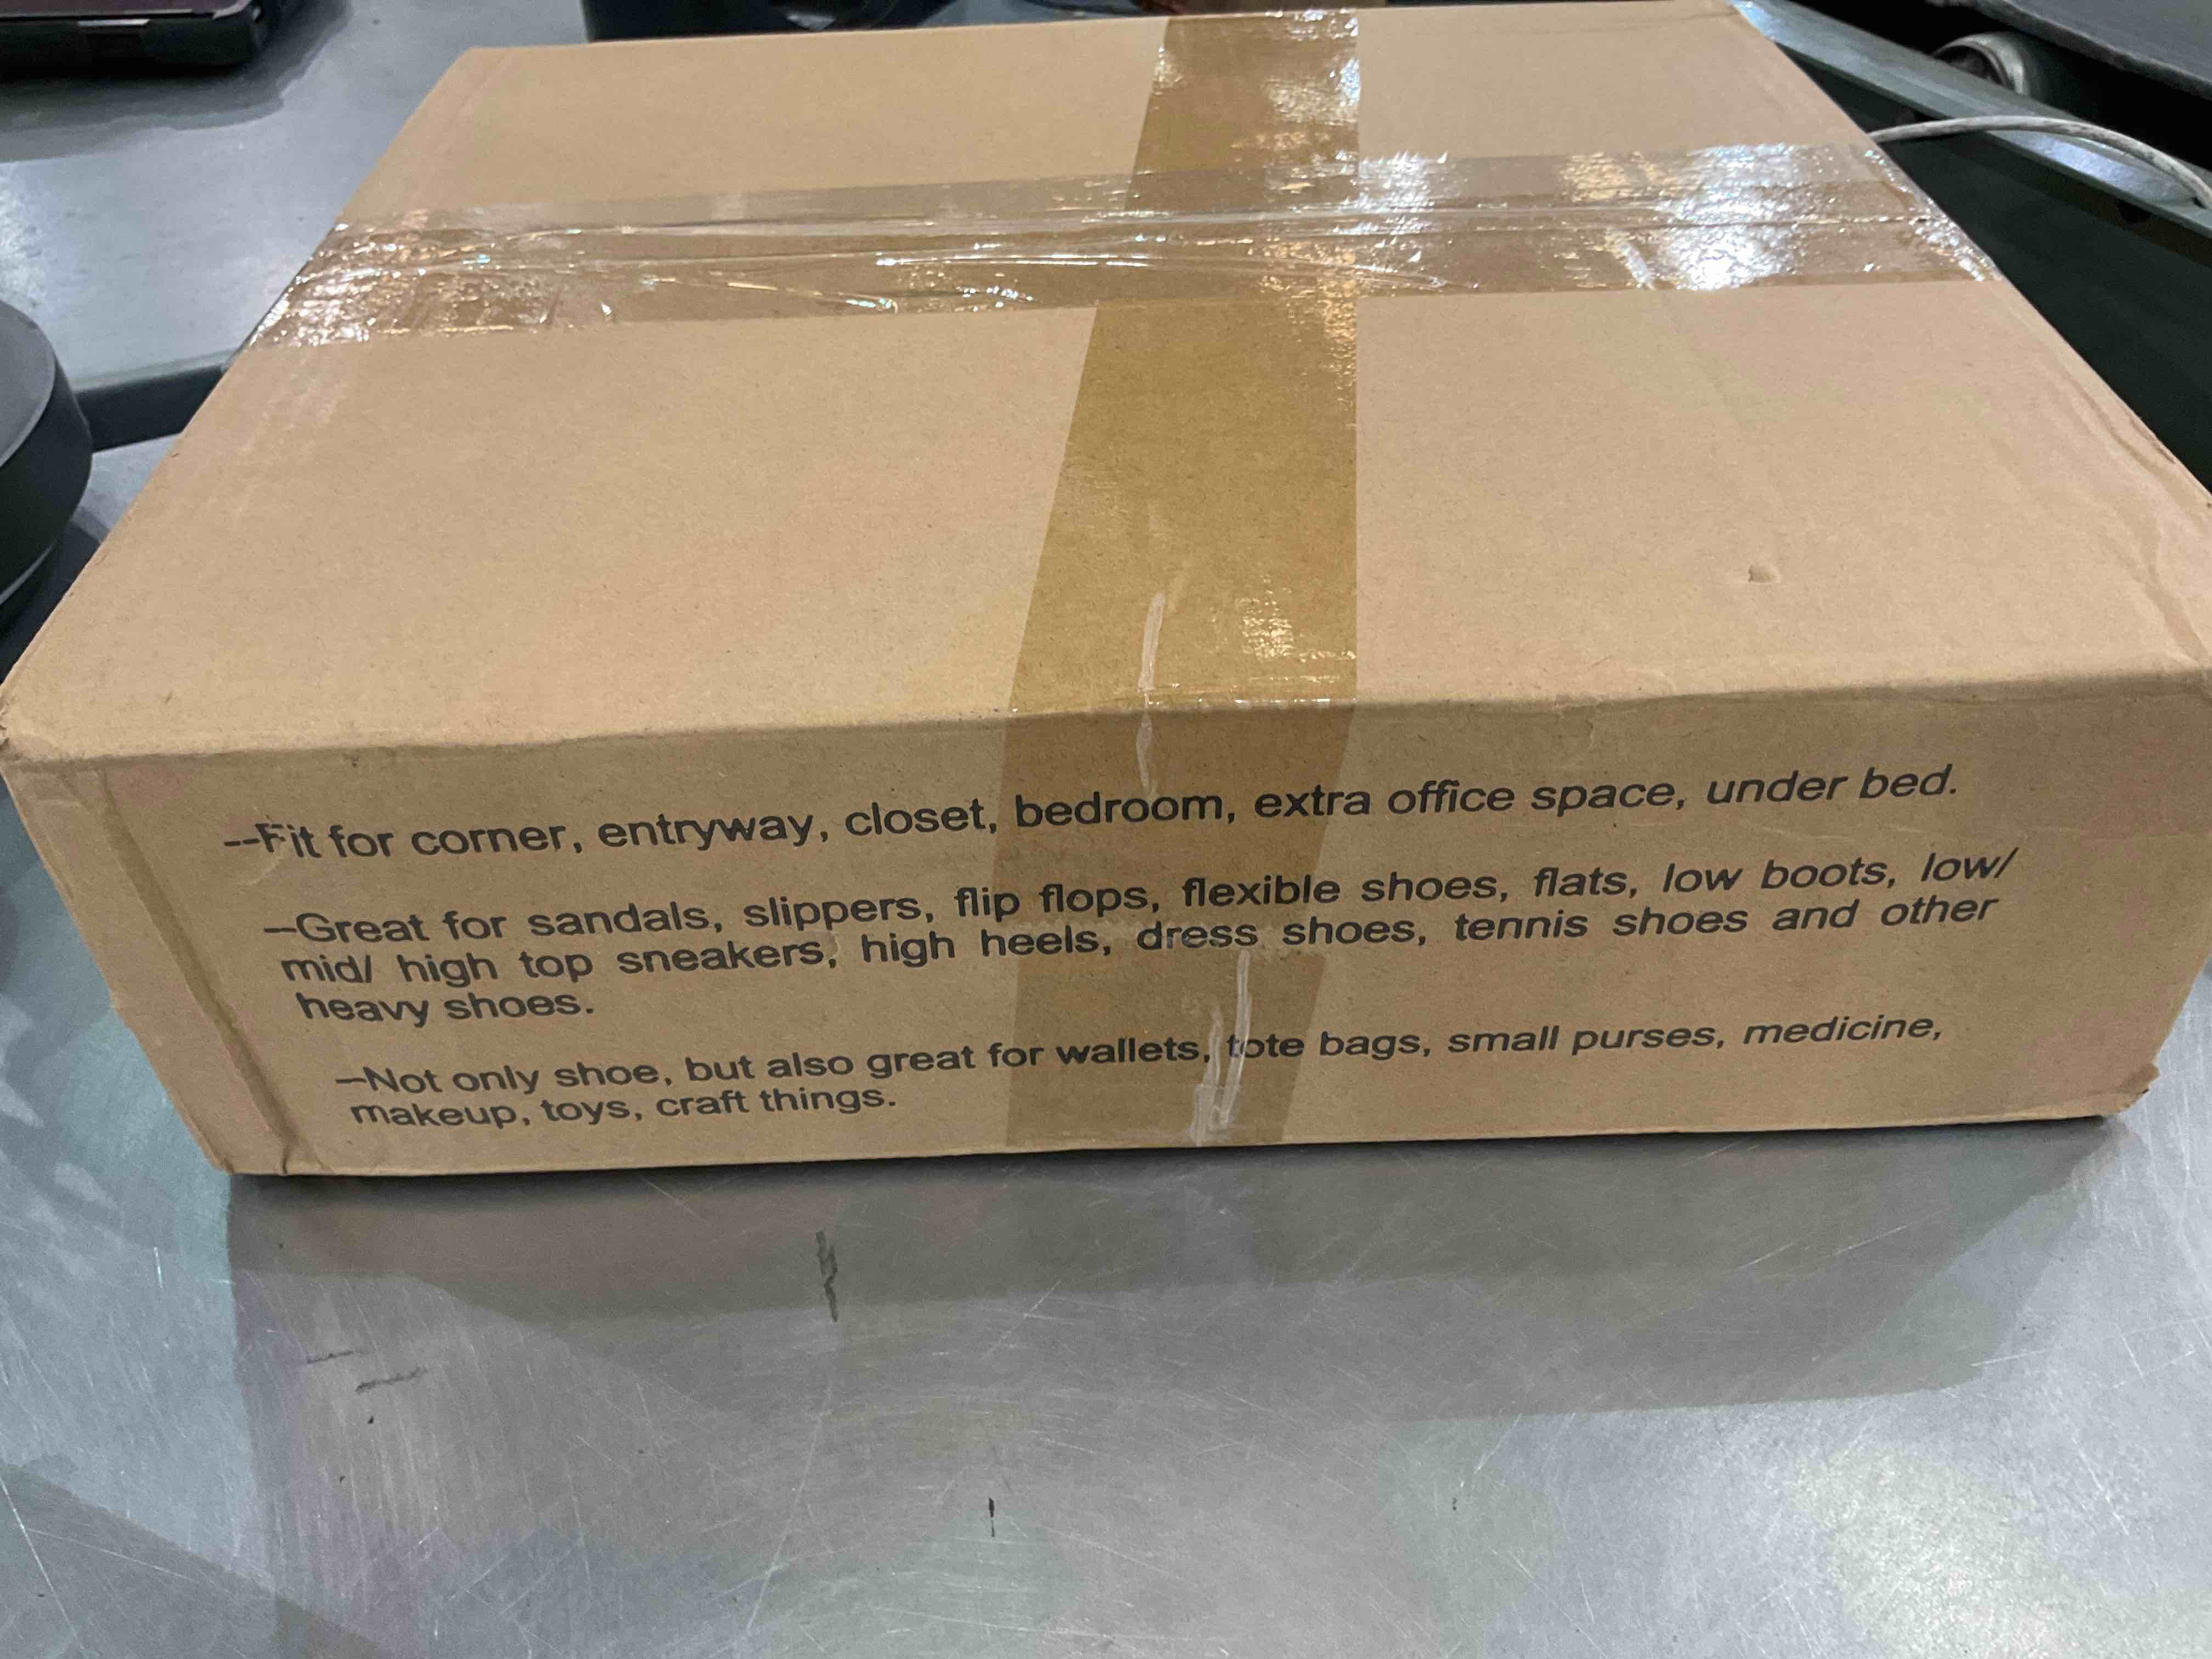 --Fit for corner, entryway, closet, bedroom, extra office space, under bed.
--Great for sandals, slippers, flip flops, flexible shoes, flats, low boots, low/
mid/ high top sneakers, high heels, dress shoes, tennis shoes and other
heavy shoes.
--Not only shoe, but also great for wallets, tote bags, small purses, medicine,
makeup, toys, craft things.